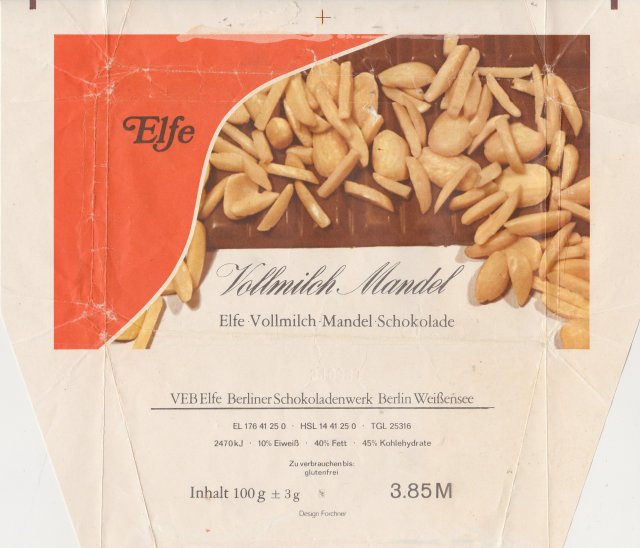 Elfe
Vollmilch Mandel
Elfe · Vollmilch · Mandel · Schokolade
VEB Elfe Berliner Schokoladenwerk Berlin Weißensee
EL 176 41 25 0 · HSL 14 41 25 0 · TGL 25316
2470 kJ · 10% Eiweiß · 40% Fett · 45% Kohlehydrate
Zu verbrauchen bis:
glutenfrei
Inhalt 100 g ± 3 g 3.85 M
Design Forchner